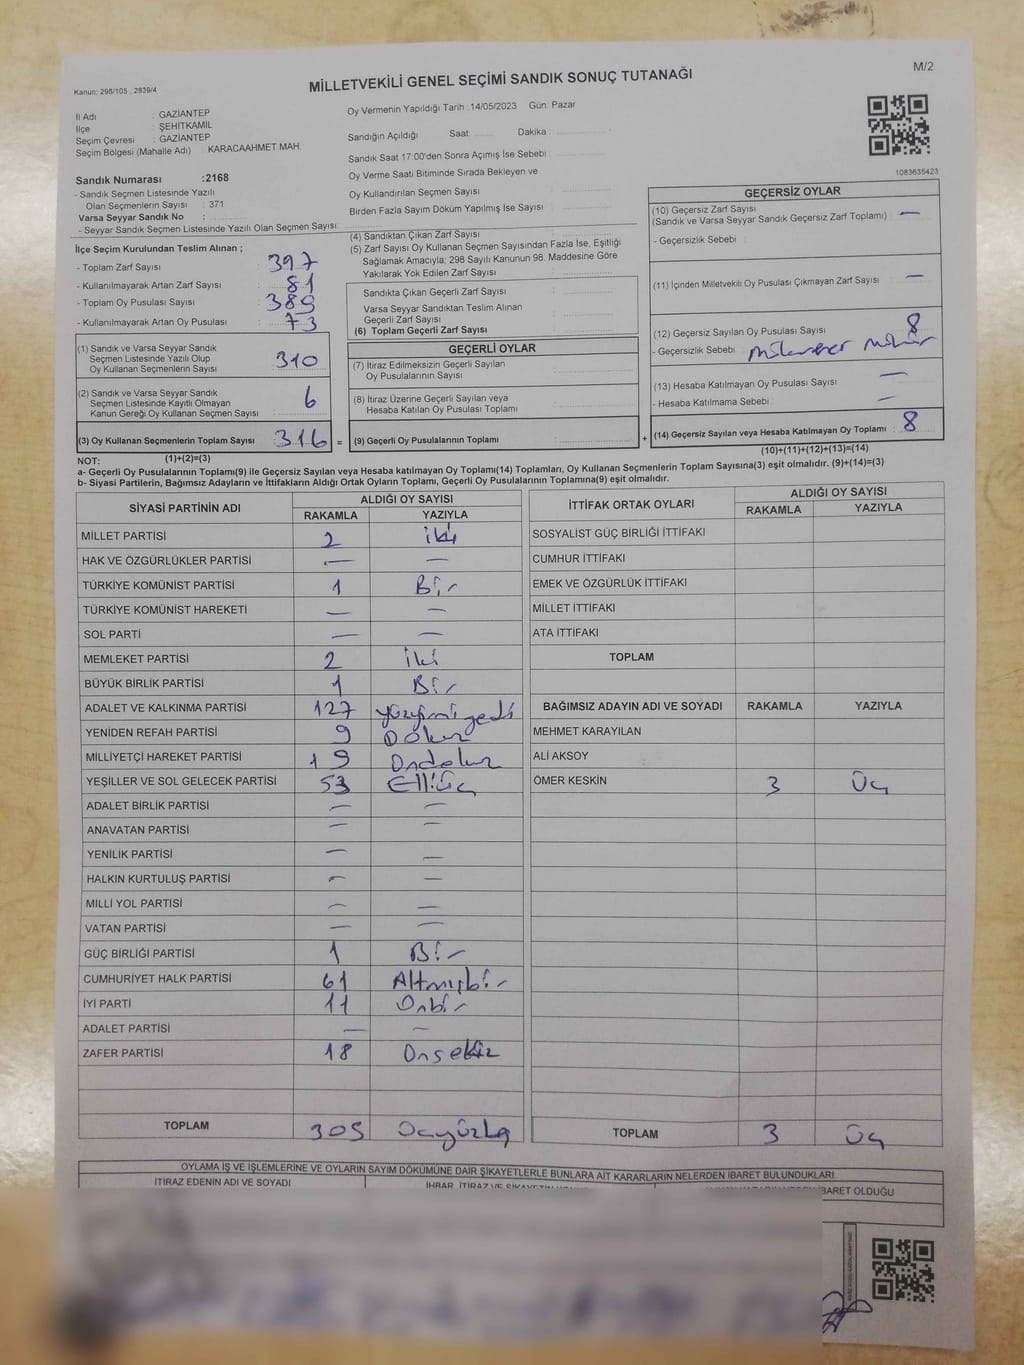 M/2
Kanun: 298/105 , 2839/4
MİLLETVEKİLİ GENEL SEÇİMİ SANDIK SONUÇ TUTANAĞI
İl Adı : GAZİANTEP
İlçe : ŞEHİTKAMİL
Seçim Çevresi : GAZİANTEP
Seçim Bölgesi (Mahalle Adı) : KARACAAHMET MAH.
Sandık Numarası :2168
- Sandık Seçmen Listesinde Yazılı
Olan Seçmenlerin Sayısı : 371
Varsa Seyyar Sandık No :
- Seyyar Sandık Seçmen Listesinde Yazılı Olan Seçmen Sayısı:
Oy Vermenin Yapıldığı Tarih :14/05/2023 Gün: Pazar
Sandığın Açıldığı Saat: Dakika :
Sandık Saat 17:00'den Sonra Açımış İse Sebebi :
Oy Verme Saati Bitiminde Sırada Bekleyen ve
Oy Kullandırılan Seçmen Sayısı
Birden Fazla Sayım Döküm Yapılmış İse Sayısı
1083635423
İlçe Seçim Kurulundan Teslim Alınan ;
- Toplam Zarf Sayısı : 397
- Kullanılmayarak Artan Zarf Sayısı : 81
- Toplam Oy Pusulası Sayısı : 389
- Kullanılmayarak Artan Oy Pusulası : 73
(1) Sandık ve Varsa Seyyar Sandık
Seçmen Listesinde Yazılı Olup
Oy Kullanan Seçmenlerin Sayısı 310
(2) Sandık ve Varsa Seyyar Sandık
Seçmen Listesinde Kayıtlı Olmayan
Kanun Gereği Oy Kullanan Seçmen Sayısı 6
(3) Oy Kullanan Seçmenlerin Toplam Sayısı 316 =
(4) Sandıktan Çıkan Zarf Sayısı
(5) Zarf Sayısı Oy Kullanan Seçmen Sayısından Fazla İse, Eşitliği
Sağlamak Amacıyla; 298 Sayılı Kanunun 98. Maddesine Göre
Yakılarak Yok Edilen Zarf Sayısı
Sandıkta Çıkan Geçerli Zarf Sayısı
Varsa Seyyar Sandıktan Teslim Alınan
Geçerli Zarf Sayısı
(6) Toplam Geçerli Zarf Sayısı
GEÇERLİ OYLAR
(7) İtiraz Edilmeksizin Geçerli Sayılan
Oy Pusulalarının Sayısı
(8) İtiraz Üzerine Geçerli Sayılan veya
Hesaba Katılan Oy Pusulası Toplamı
(9) Geçerli Oy Pusulalarının Toplamı +
GEÇERSİZ OYLAR
(10) Geçersiz Zarf Sayısı
(Sandık ve Varsa Seyyar Sandık Geçersiz Zarf Toplamı) —
- Geçersizlik Sebebi :
(11) İçinden Milletvekili Oy Pusulası Çıkmayan Zarf Sayısı —
(12) Geçersiz Sayılan Oy Pusulası Sayısı 8
- Geçersizlik Sebebi :
(13) Hesaba Katılmayan Oy Pusulası Sayısı —
- Hesaba Katılmama Sebebi : —
(14) Geçersiz Sayılan veya Hesaba Katılmayan Oy Toplamı : 8
NOT: (1)+(2)=(3) (10)+(11)+(12)+(13)=(14)
a- Geçerli Oy Pusulalarının Toplamı(9) ile Geçersiz Sayılan veya Hesaba katılmayan Oy Toplamı(14) Toplamları, Oy Kullanan Seçmenlerin Toplam Sayısına(3) eşit olmalıdır. (9)+(14)=(3)
b- Siyasi Partilerin, Bağımsız Adayların ve İttifakların Aldığı Ortak Oyların Toplamı, Geçerli Oy Pusulalarının Toplamına(9) eşit olmalıdır.
SİYASİ PARTİNİN ADI ALDIĞI OY SAYISI
RAKAMLA YAZIYLA
MİLLET PARTİSİ 2 iki
HAK VE ÖZGÜRLÜKLER PARTİSİ — —
TÜRKİYE KOMÜNİST PARTİSİ 1 Bir
TÜRKİYE KOMÜNİST HAREKETİ — —
SOL PARTİ — —
MEMLEKET PARTİSİ 2 iki
BÜYÜK BİRLİK PARTİSİ 1 Bir
ADALET VE KALKINMA PARTİSİ 127 yüzyirmi yedi
YENİDEN REFAH PARTİSİ 9 Dokuz
MİLLİYETÇİ HAREKET PARTİSİ 19 Ondokuz
YEŞİLLER VE SOL GELECEK PARTİSİ 53 Elliüç
ADALET BİRLİK PARTİSİ — —
ANAVATAN PARTİSİ — —
YENİLİK PARTİSİ — —
HALKIN KURTULUŞ PARTİSİ — —
MİLLİ YOL PARTİSİ — —
VATAN PARTİSİ — —
GÜÇ BİRLİĞİ PARTİSİ 1 Bir
CUMHURİYET HALK PARTİSİ 61 Altmışbir
İYİ PARTİ 11 Onbir
ADALET PARTİSİ — —
ZAFER PARTİSİ 18 Onsekiz
TOPLAM 305 Üçyüzbeş
İTTİFAK ORTAK OYLARI ALDIĞI OY SAYISI
RAKAMLA YAZIYLA
SOSYALİST GÜÇ BİRLİĞİ İTTİFAKI
CUMHUR İTTİFAKI
EMEK VE ÖZGÜRLÜK İTTİFAKI
MİLLET İTTİFAKI
ATA İTTİFAKI
TOPLAM
BAĞIMSIZ ADAYIN ADI VE SOYADI RAKAMLA YAZIYLA
MEHMET KARAYILAN
ALİ AKSOY
ÖMER KESKİN 3 Üç
TOPLAM 3 Üç
OYLAMA İŞ VE İŞLEMLERİNE VE OYLARIN SAYIM DÖKÜMÜNE DAİR ŞİKAYETLERLE BUNLARA AİT KARARLARIN NELERDEN İBARET BULUNDUKLARI
İTİRAZ EDENİN ADI VE SOYADI
İHBAR, İTİRAZ VE
BARET OLDUĞU